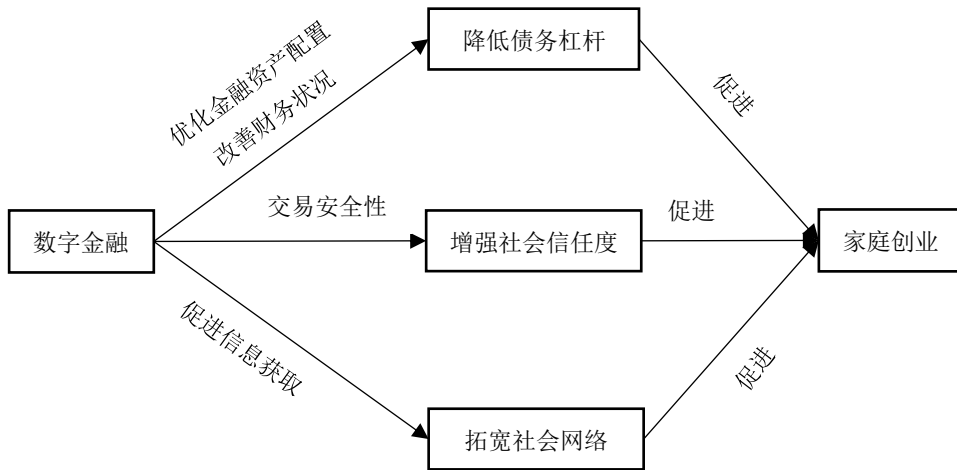 降低债务杠杆
优化金融资产配置
改善财务状况
促进
数字金融
交易安全性
增强社会信任度
促进
家庭创业
促进信息获取
促进
拓宽社会网络